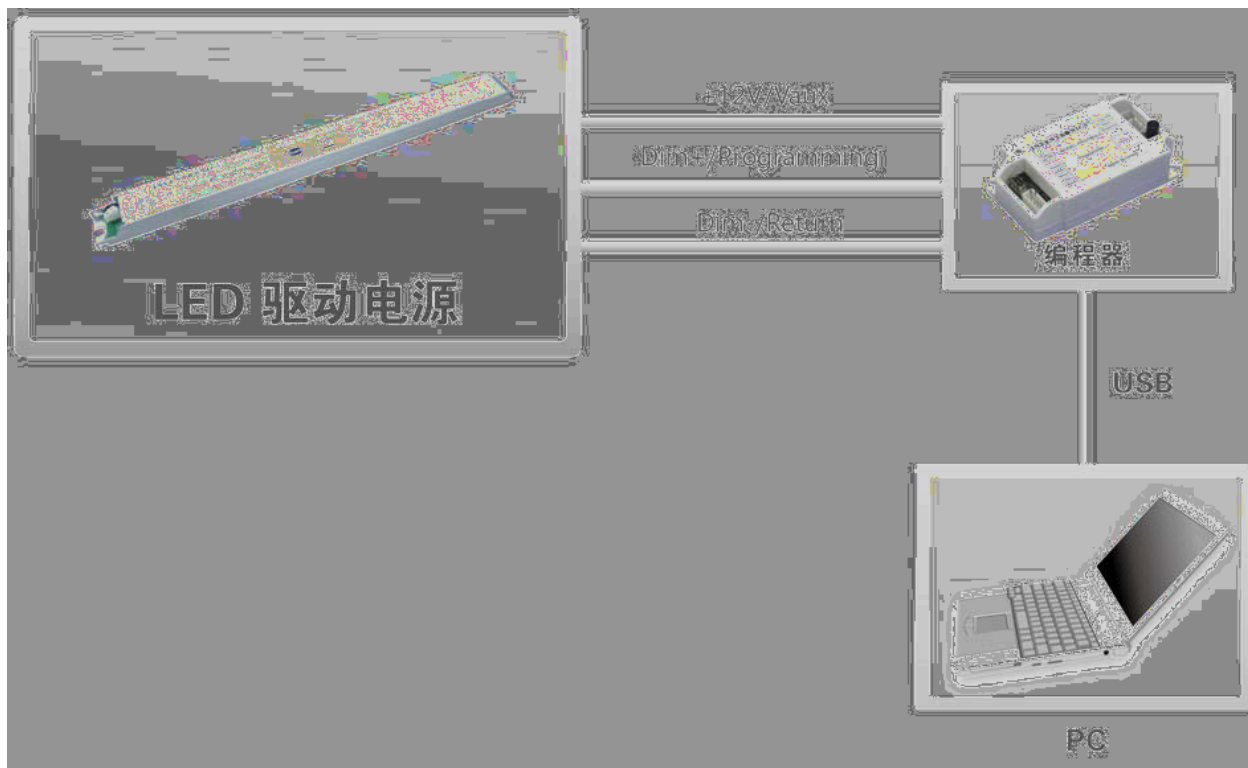 +12V/Vaux
Dim+/Programming
Dim-/Return
编程器
LED 驱动电源
USB
PC